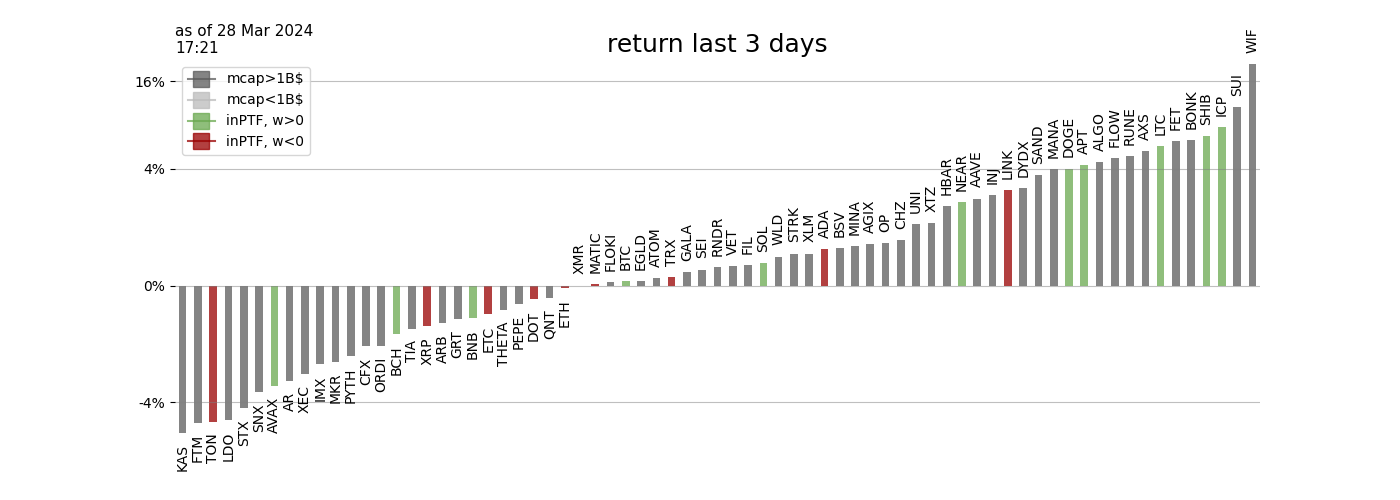 as of 28 Mar 2024
17:21
return last 3 days
mcap>1B$
mcap<1B$
inPTF, w>0
inPTF, w<0
16%
4%
0%
-4%
KAS
FTM
TON
LDO
STX
SNX
AVAX
AR
XEC
IMX
MKR
PYTH
CFX
ORDI
BCH
TIA
XRP
ARB
GRT
BNB
ETC
THETA
PEPE
DOT
QNT
ETH
XMR
MATIC
FLOKI
BTC
EGLD
ATOM
TRX
GALA
SEI
RNDR
VET
FIL
SOL
WLD
STRK
XLM
ADA
BSV
MINA
AGIX
OP
CHZ
UNI
XTZ
HBAR
NEAR
AAVE
INJ
LINK
DYDX
SAND
MANA
DOGE
APT
ALGO
FLOW
RUNE
AXS
LTC
FET
BONK
SHIB
ICP
SUI
WIF